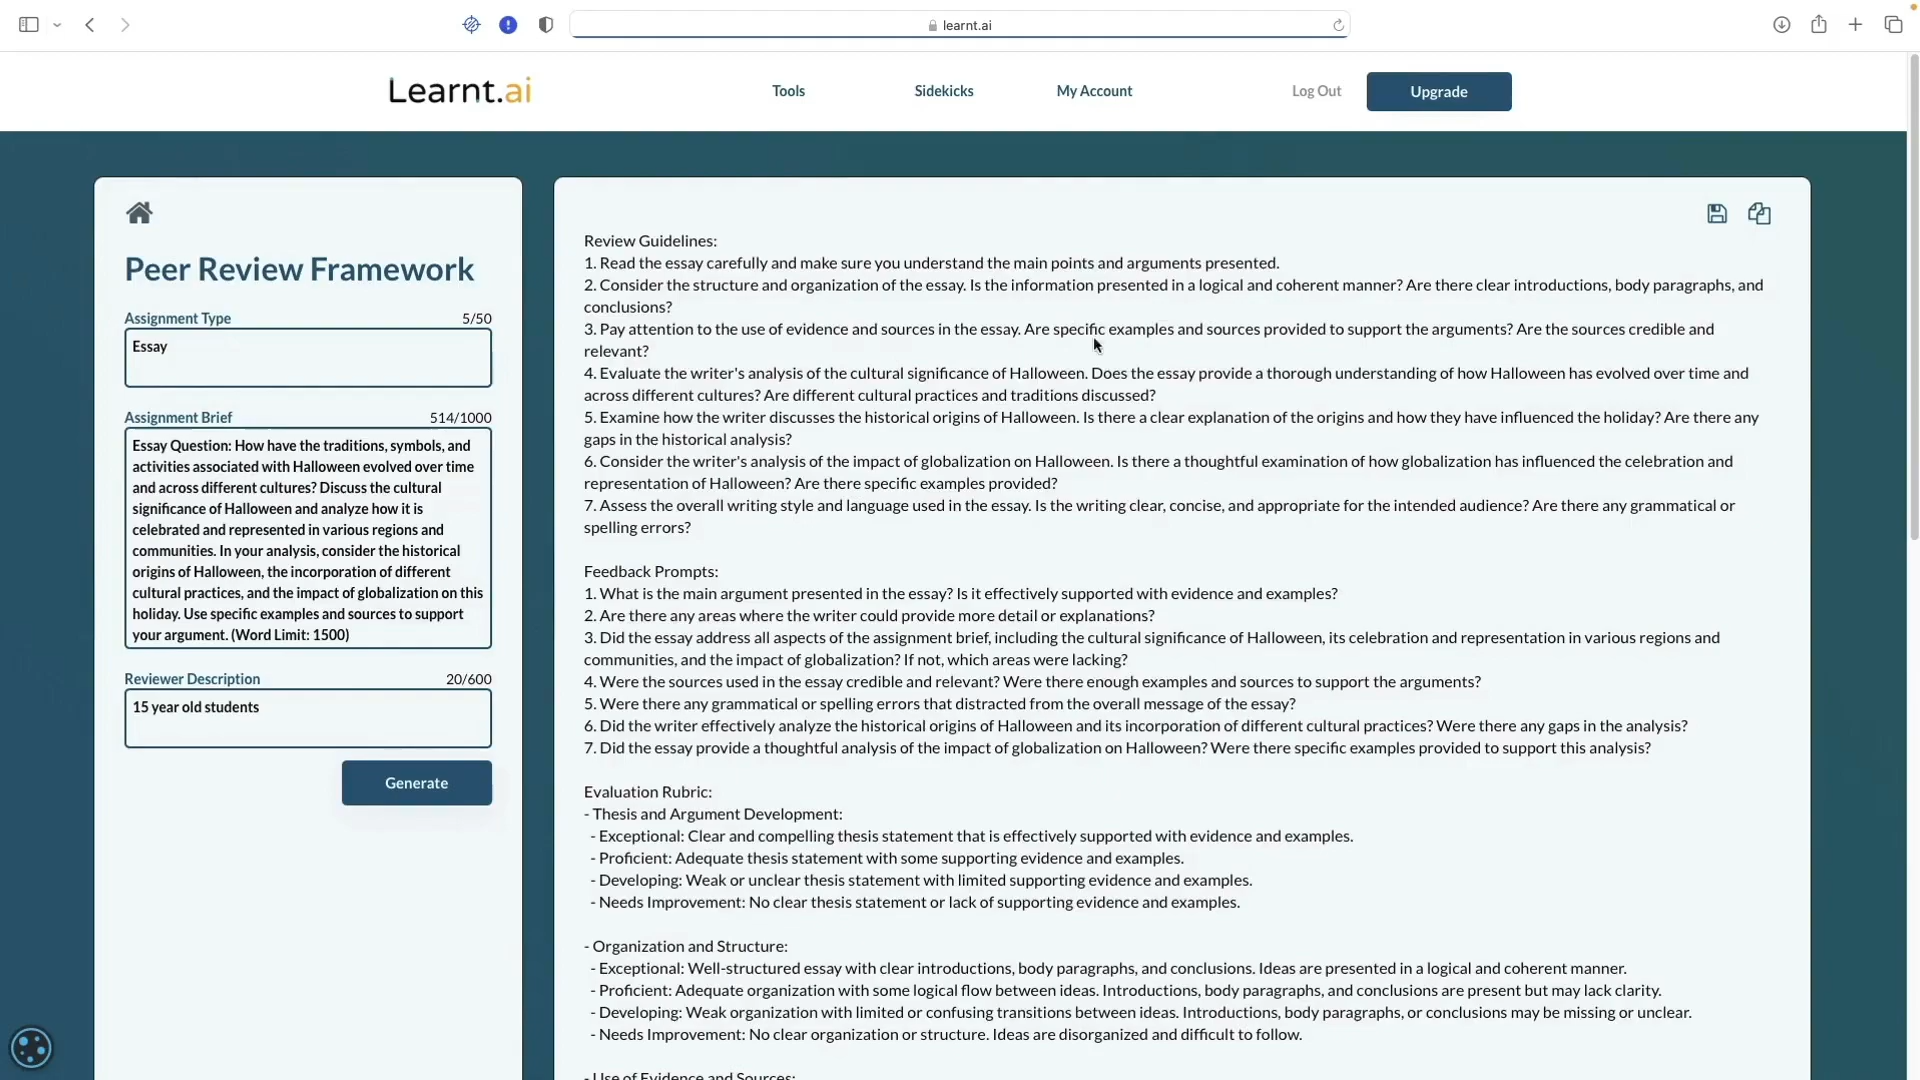 learnt.ai
Learnt.ai
Tools
Sidekicks
My Account
Log Out
Upgrade
Peer Review Framework
Assignment Type 5/50
Essay
Assignment Brief 514/1000
Essay Question: How have the traditions, symbols, and
activities associated with Halloween evolved over time
and across different cultures? Discuss the cultural
significance of Halloween and analyze how it is
celebrated and represented in various regions and
communities. In your analysis, consider the historical
origins of Halloween, the incorporation of different
cultural practices, and the impact of globalization on this
holiday. Use specific examples and sources to support
your argument. (Word Limit: 1500)
Reviewer Description 20/600
15 year old students
Generate
Review Guidelines:
1. Read the essay carefully and make sure you understand the main points and arguments presented.
2. Consider the structure and organization of the essay. Is the information presented in a logical and coherent manner? Are there clear introductions, body paragraphs, and
conclusions?
3. Pay attention to the use of evidence and sources in the essay. Are specific examples and sources provided to support the arguments? Are the sources credible and
relevant?
4. Evaluate the writer's analysis of the cultural significance of Halloween. Does the essay provide a thorough understanding of how Halloween has evolved over time and
across different cultures? Are different cultural practices and traditions discussed?
5. Examine how the writer discusses the historical origins of Halloween. Is there a clear explanation of the origins and how they have influenced the holiday? Are there any
gaps in the historical analysis?
6. Consider the writer's analysis of the impact of globalization on Halloween. Is there a thoughtful examination of how globalization has influenced the celebration and
representation of Halloween? Are there specific examples provided?
7. Assess the overall writing style and language used in the essay. Is the writing clear, concise, and appropriate for the intended audience? Are there any grammatical or
spelling errors?
Feedback Prompts:
1. What is the main argument presented in the essay? Is it effectively supported with evidence and examples?
2. Are there any areas where the writer could provide more detail or explanations?
3. Did the essay address all aspects of the assignment brief, including the cultural significance of Halloween, its celebration and representation in various regions and
communities, and the impact of globalization? If not, which areas were lacking?
4. Were the sources used in the essay credible and relevant? Were there enough examples and sources to support the arguments?
5. Were there any grammatical or spelling errors that distracted from the overall message of the essay?
6. Did the writer effectively analyze the historical origins of Halloween and its incorporation of different cultural practices? Were there any gaps in the analysis?
7. Did the essay provide a thoughtful analysis of the impact of globalization on Halloween? Were there specific examples provided to support this analysis?
Evaluation Rubric:
- Thesis and Argument Development:
- Exceptional: Clear and compelling thesis statement that is effectively supported with evidence and examples.
- Proficient: Adequate thesis statement with some supporting evidence and examples.
- Developing: Weak or unclear thesis statement with limited supporting evidence and examples.
- Needs Improvement: No clear thesis statement or lack of supporting evidence and examples.
- Organization and Structure:
- Exceptional: Well-structured essay with clear introductions, body paragraphs, and conclusions. Ideas are presented in a logical and coherent manner.
- Proficient: Adequate organization with some logical flow between ideas. Introductions, body paragraphs, and conclusions are present but may lack clarity.
- Developing: Weak organization with limited or confusing transitions between ideas. Introductions, body paragraphs, or conclusions may be missing or unclear.
- Needs Improvement: No clear organization or structure. Ideas are disorganized and difficult to follow.
- Use of Evidence and Sources: